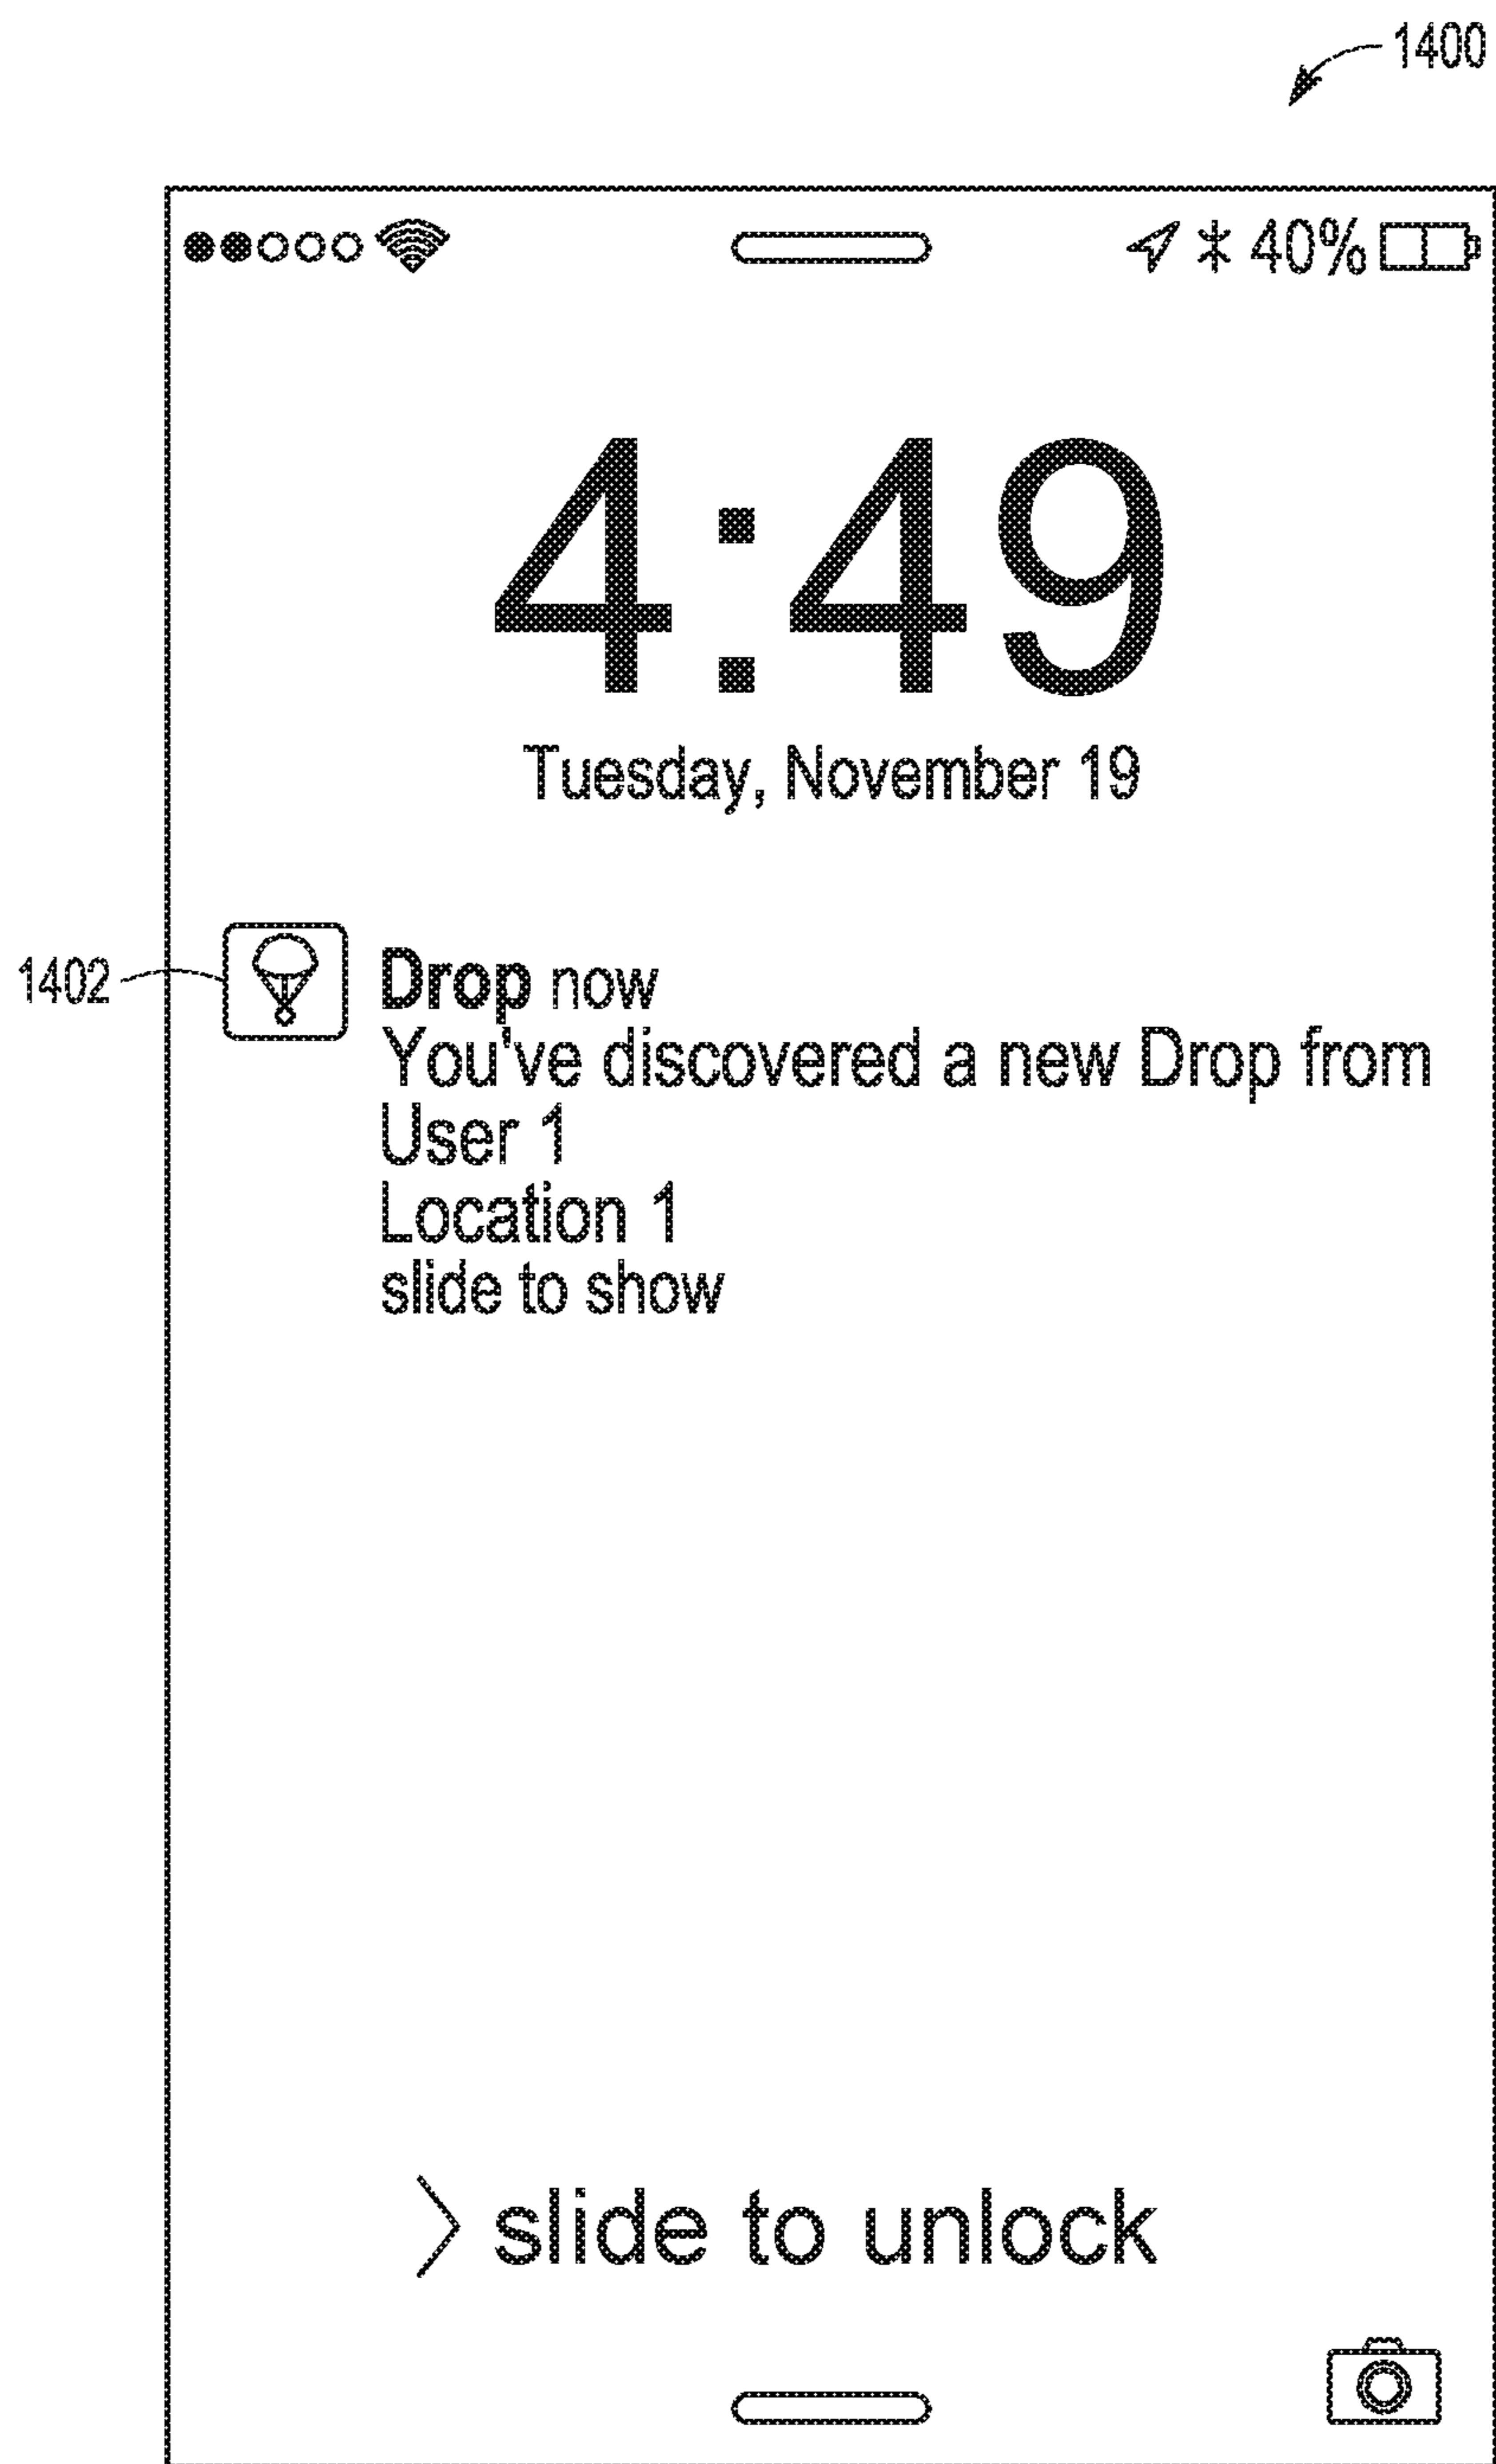 1400
40%
4:49
Tuesday, November 19
1402
Drop now
You've discovered a new Drop from
User 1
Location 1
slide to show
slide to unlock